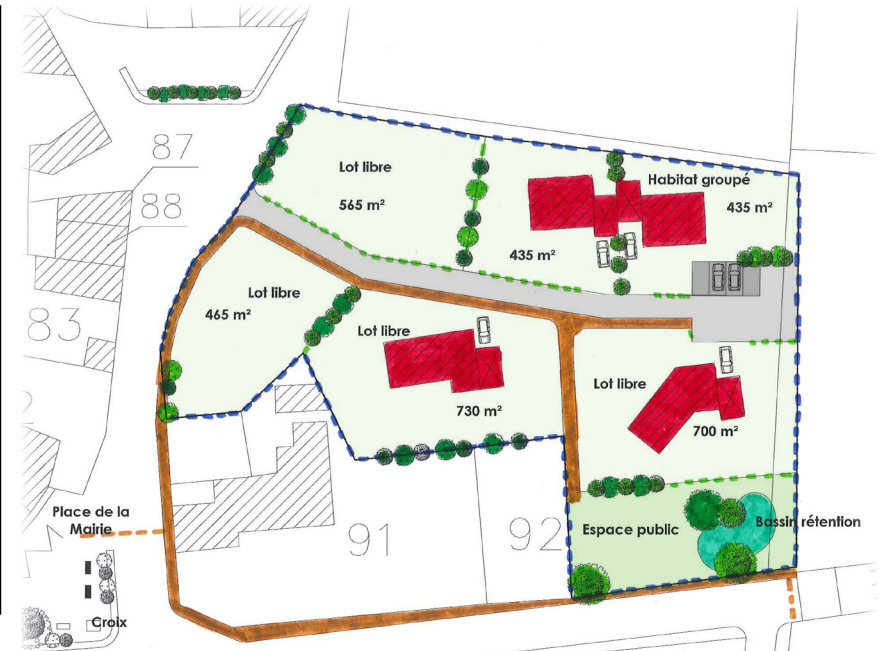 87
88
83
Lot libre
565 m²
Habitat groupé
435 m²
435 m²
Lot libre
465 m²
Lot libre
730 m²
Lot libre
700 m²
Place de la
Mairie
91
92
Espace public
Bassin rétention
Croix